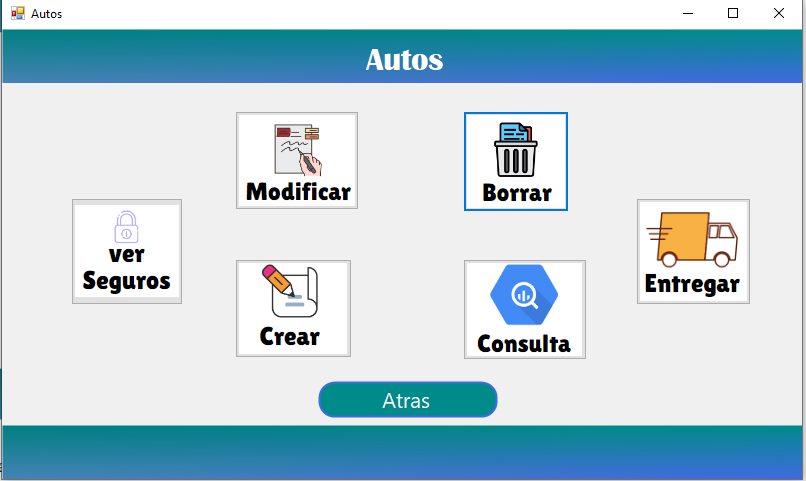 Autos
Autos
Modificar
Borrar
ver
Seguros
Entregar
Crear
Consulta
Atras